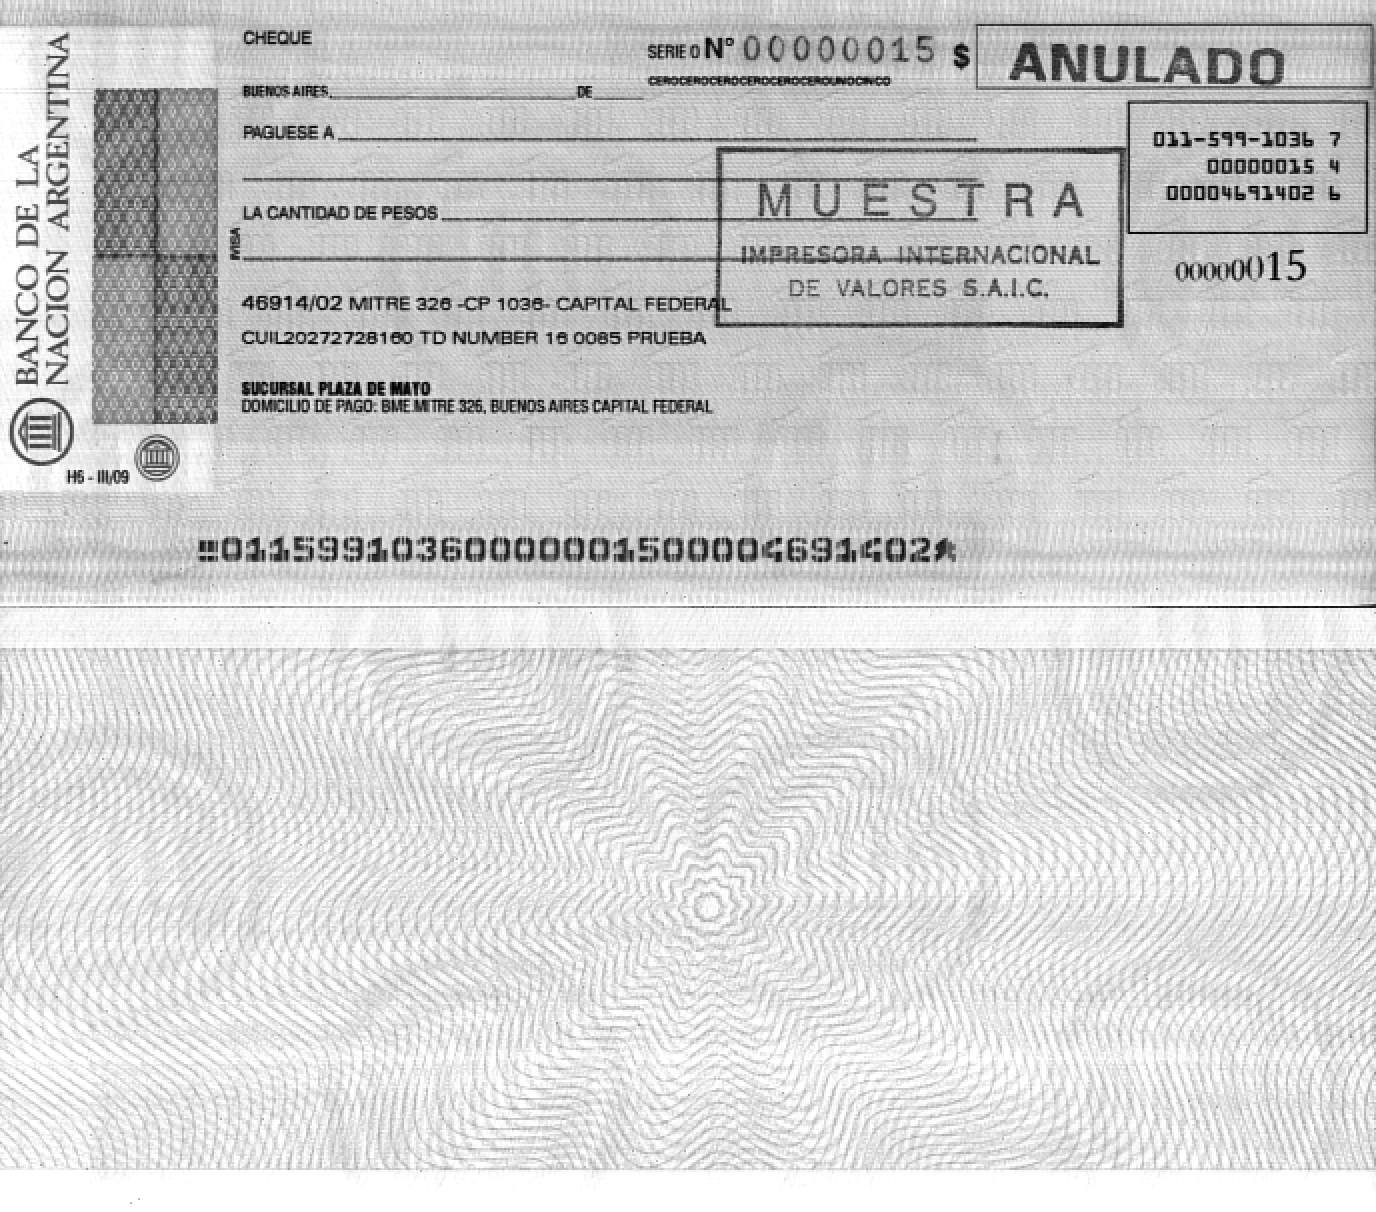 BANCO DE LA
NACION ARGENTINA
H6 - III/09
CHEQUE
SERIE 0 Nº 00000015 $ ANULADO
CEROCEROCEROCEROCEROCEROUNOCINCO
BUENOS AIRES DE
PAGUESE A
011-599-1036 7
00000015 4
00004691402 6
00000015
MUESTRA
IMPRESORA INTERNACIONAL
DE VALORES S.A.I.C.
LA CANTIDAD DE PESOS
46914/02 MITRE 326 -CP 1036- CAPITAL FEDERAL
CUIL20272728160 TD NUMBER 16 0085 PRUEBA
SUCURSAL PLAZA DE MAYO
DOMICILIO DE PAGO: BME.MITRE 326, BUENOS AIRES CAPITAL FEDERAL
01159910360000001500004691402